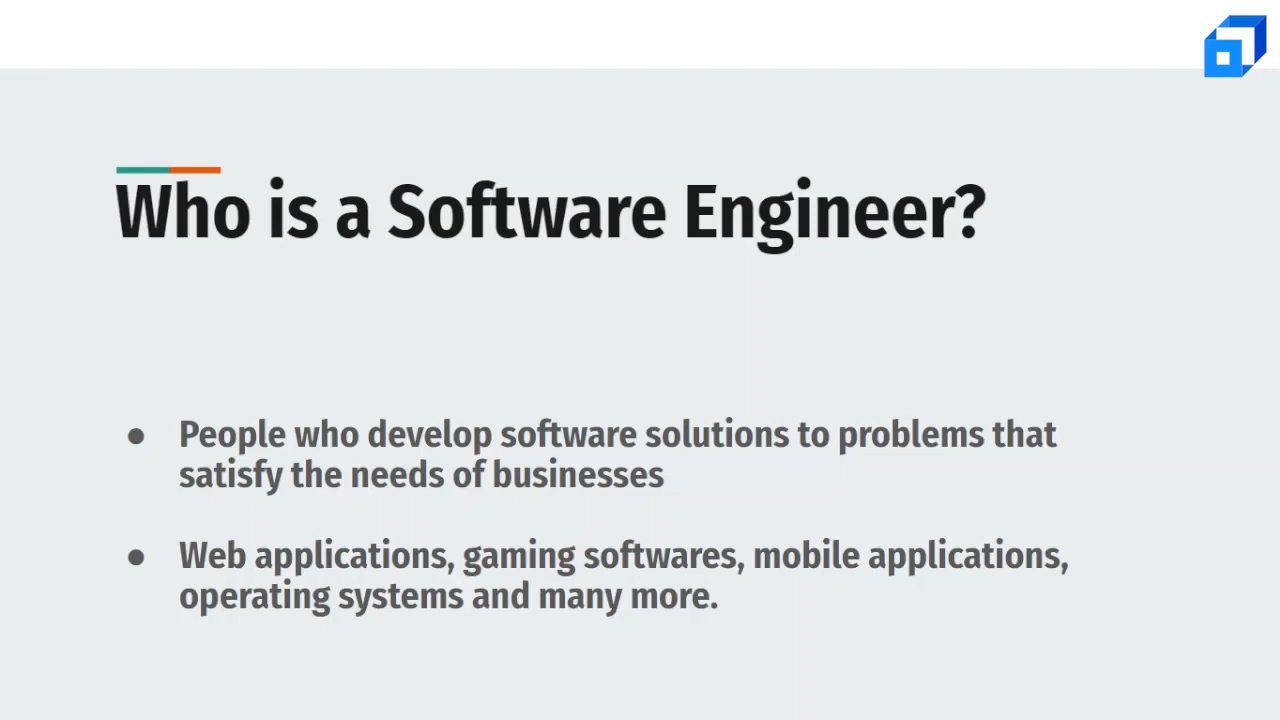 Who is a Software Engineer?
● People who develop software solutions to problems that
satisfy the needs of businesses
● Web applications, gaming softwares, mobile applications,
operating systems and many more.